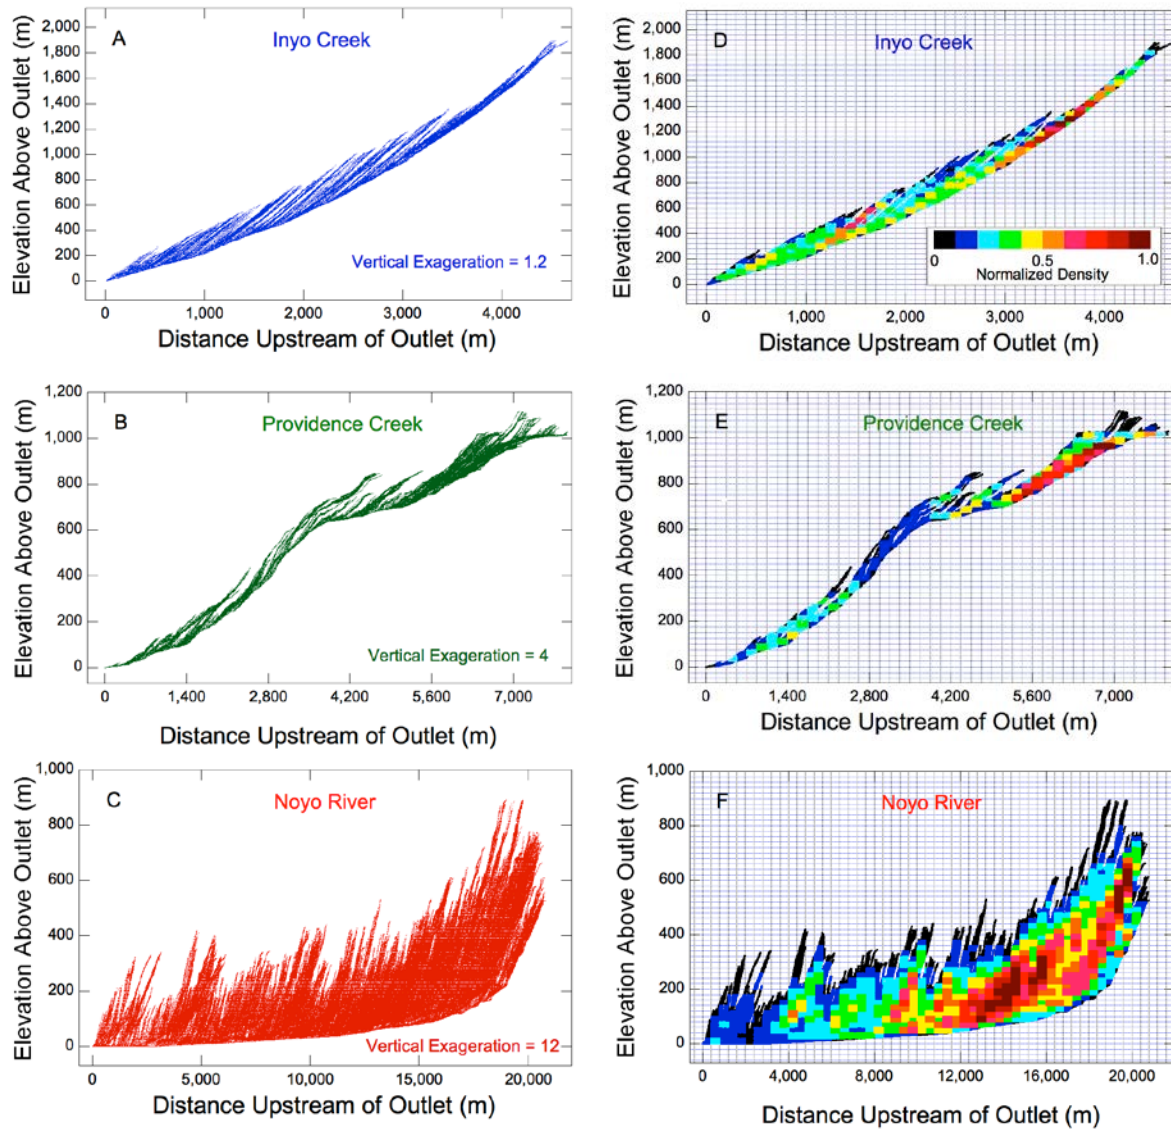 A
Inyo Creek
Elevation Above Outlet (m)
2,000
1,800
1,600
1,400
1,200
1,000
800
600
400
200
0
Vertical Exageration = 1.2
0 1,000 2,000 3,000 4,000
Distance Upstream of Outlet (m)
D
Inyo Creek
Elevation Above Outlet (m)
2,000
1,800
1,600
1,400
1,200
1,000
800
600
400
200
0
0 0.5 1.0
Normalized Density
0 1,000 2,000 3,000 4,000
Distance Upstream of Outlet (m)
B
Providence Creek
Elevation Above Outlet (m)
1,200
1,000
800
600
400
200
0
Vertical Exageration = 4
0 1,400 2,800 4,200 5,600 7,000
Distance Upstream of Outlet (m)
E
Providence Creek
Elevation Above Outlet (m)
1,200
1,000
800
600
400
200
0
0 1,400 2,800 4,200 5,600 7,000
Distance Upstream of Outlet (m)
C
Noyo River
Elevation Above Outlet (m)
1,000
800
600
400
200
0
Vertical Exageration = 12
0 5,000 10,000 15,000 20,000
Distance Upstream of Outlet (m)
F
Noyo River
Elevation Above Outlet (m)
1,000
800
600
400
200
0
0 4,000 8,000 12,000 16,000 20,000
Distance Upstream of Outlet (m)